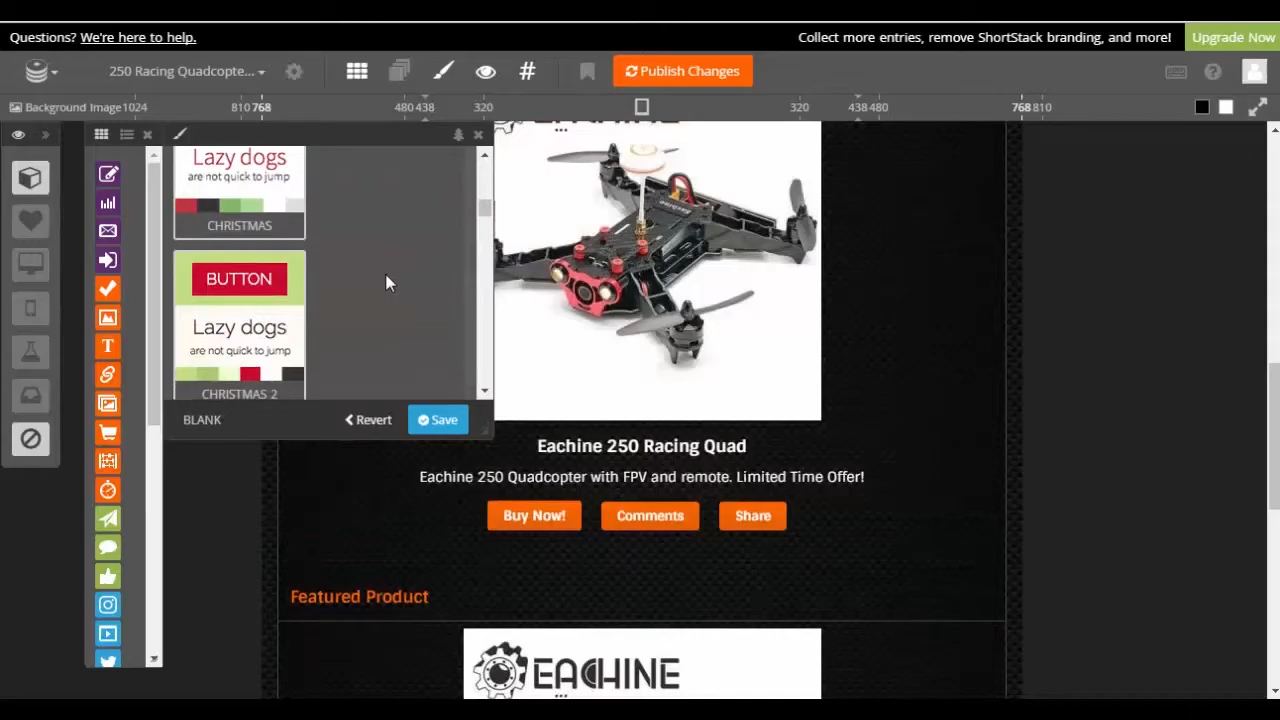 Questions? We're here to help.
Collect more entries, remove ShortStack branding, and more!
Upgrade Now
250 Racing Quadcopte...
#
Publish Changes
?
Background Image 1024 810 768 480 438 320 320 438 480 768 810
Lazy dogs
are not quick to jump
CHRISTMAS
BUTTON
Lazy dogs
are not quick to jump
CHRISTMAS 2
BLANK
Revert
Save
T
Eachine 250 Racing Quad
Eachine 250 Quadcopter with FPV and remote. Limited Time Offer!
Buy Now!
Comments
Share
Featured Product
EACHINE